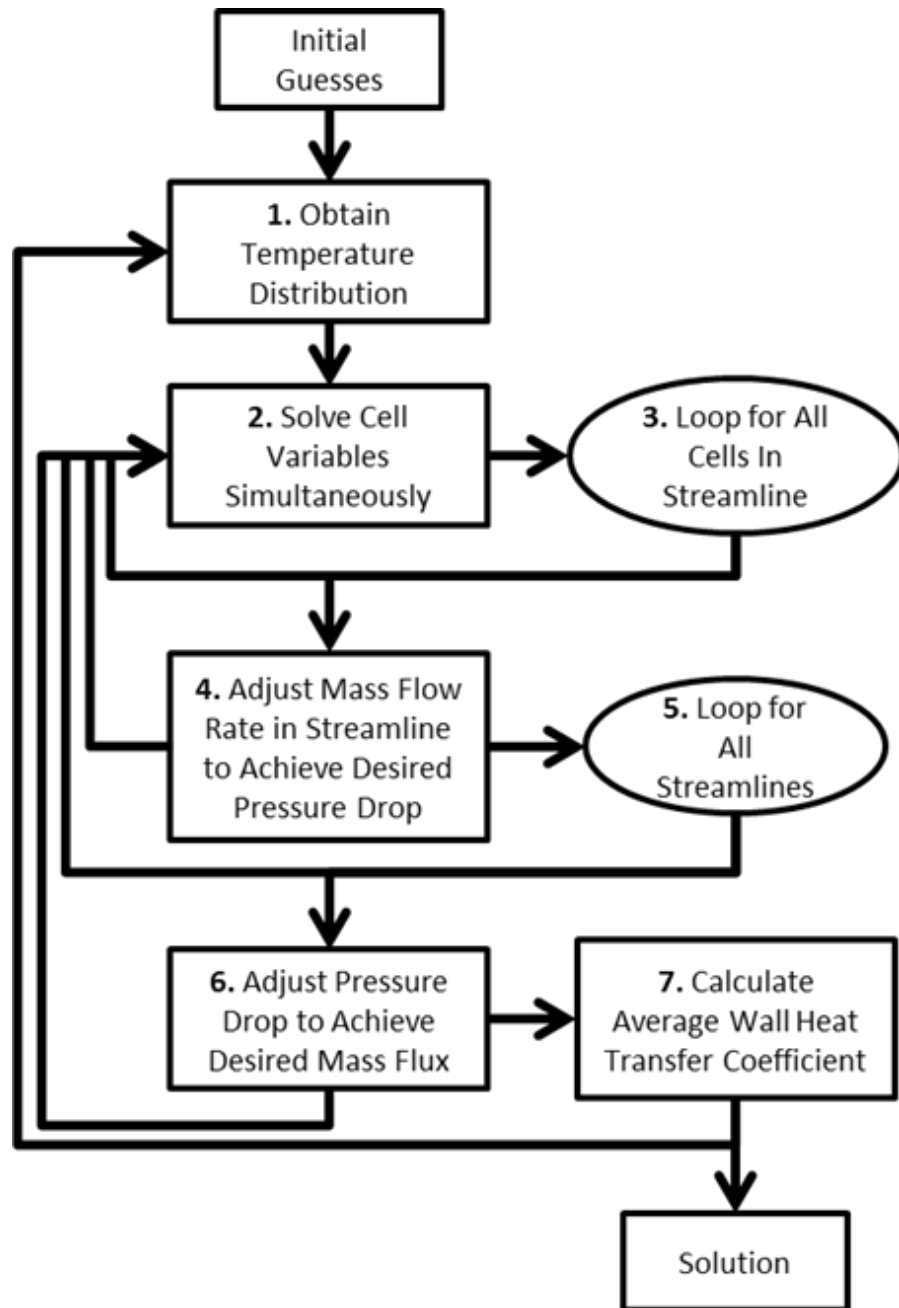 Initial
Guesses
1. Obtain
Temperature
Distribution
2. Solve Cell
Variables
Simultaneously
3. Loop for All
Cells In
Streamline
4. Adjust Mass Flow
Rate in Streamline
to Achieve Desired
Pressure Drop
5. Loop for
All
Streamlines
6. Adjust Pressure
Drop to Achieve
Desired Mass Flux
7. Calculate
Average Wall Heat
Transfer Coefficient
Solution